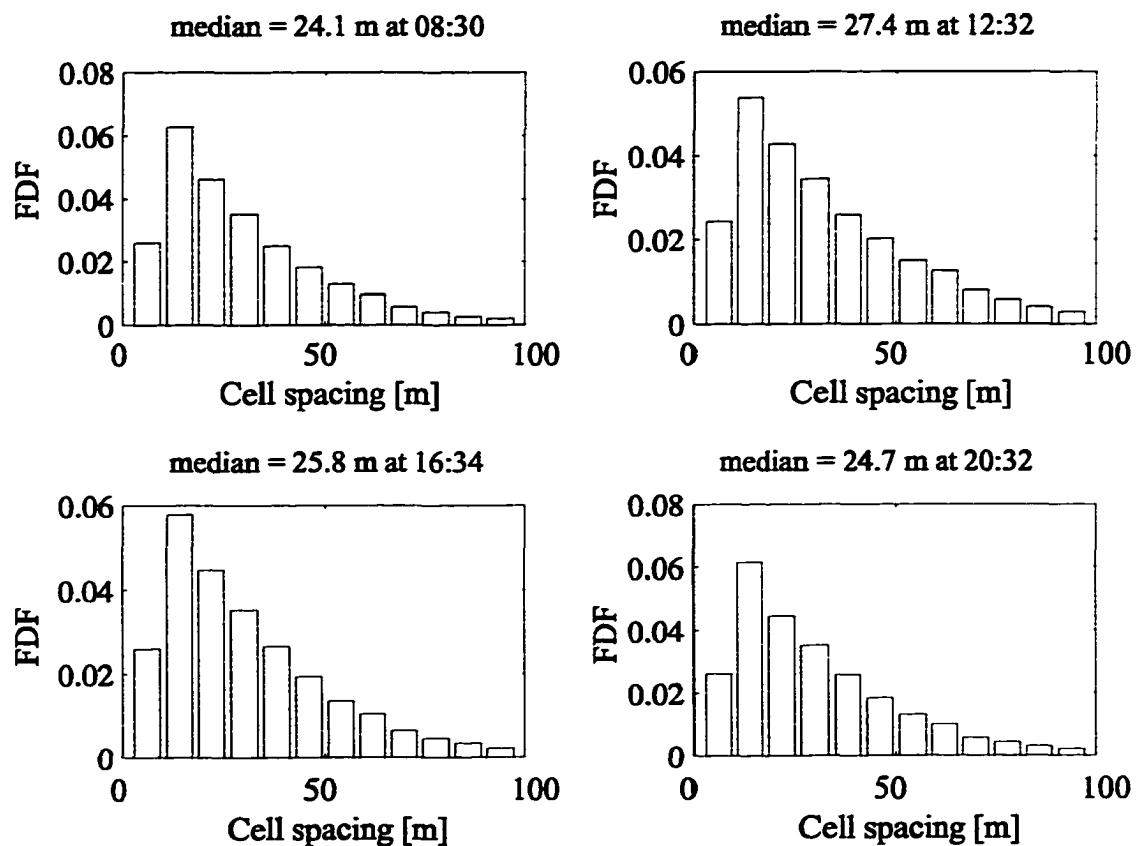 median = 24.1 m at 08:30
0.08
0.06
0.04
0.02
0
FDF
0
50
100
Cell spacing [m]
median = 27.4 m at 12:32
0.06
0.04
0.02
0
FDF
0
50
100
Cell spacing [m]
median = 25.8 m at 16:34
0.06
0.04
0.02
0
FDF
0
50
100
Cell spacing [m]
median = 24.7 m at 20:32
0.08
0.06
0.04
0.02
0
FDF
0
50
100
Cell spacing [m]